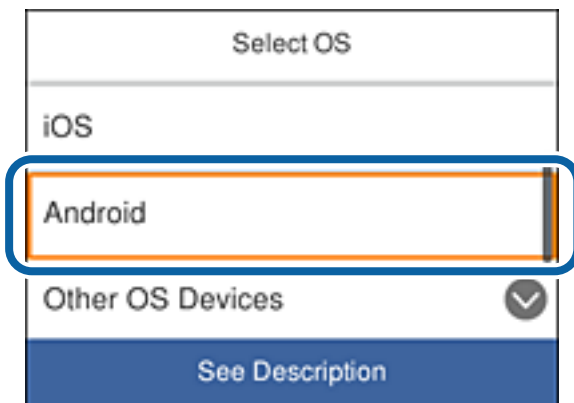 Select OS
iOS
Android
Other OS Devices
See Description